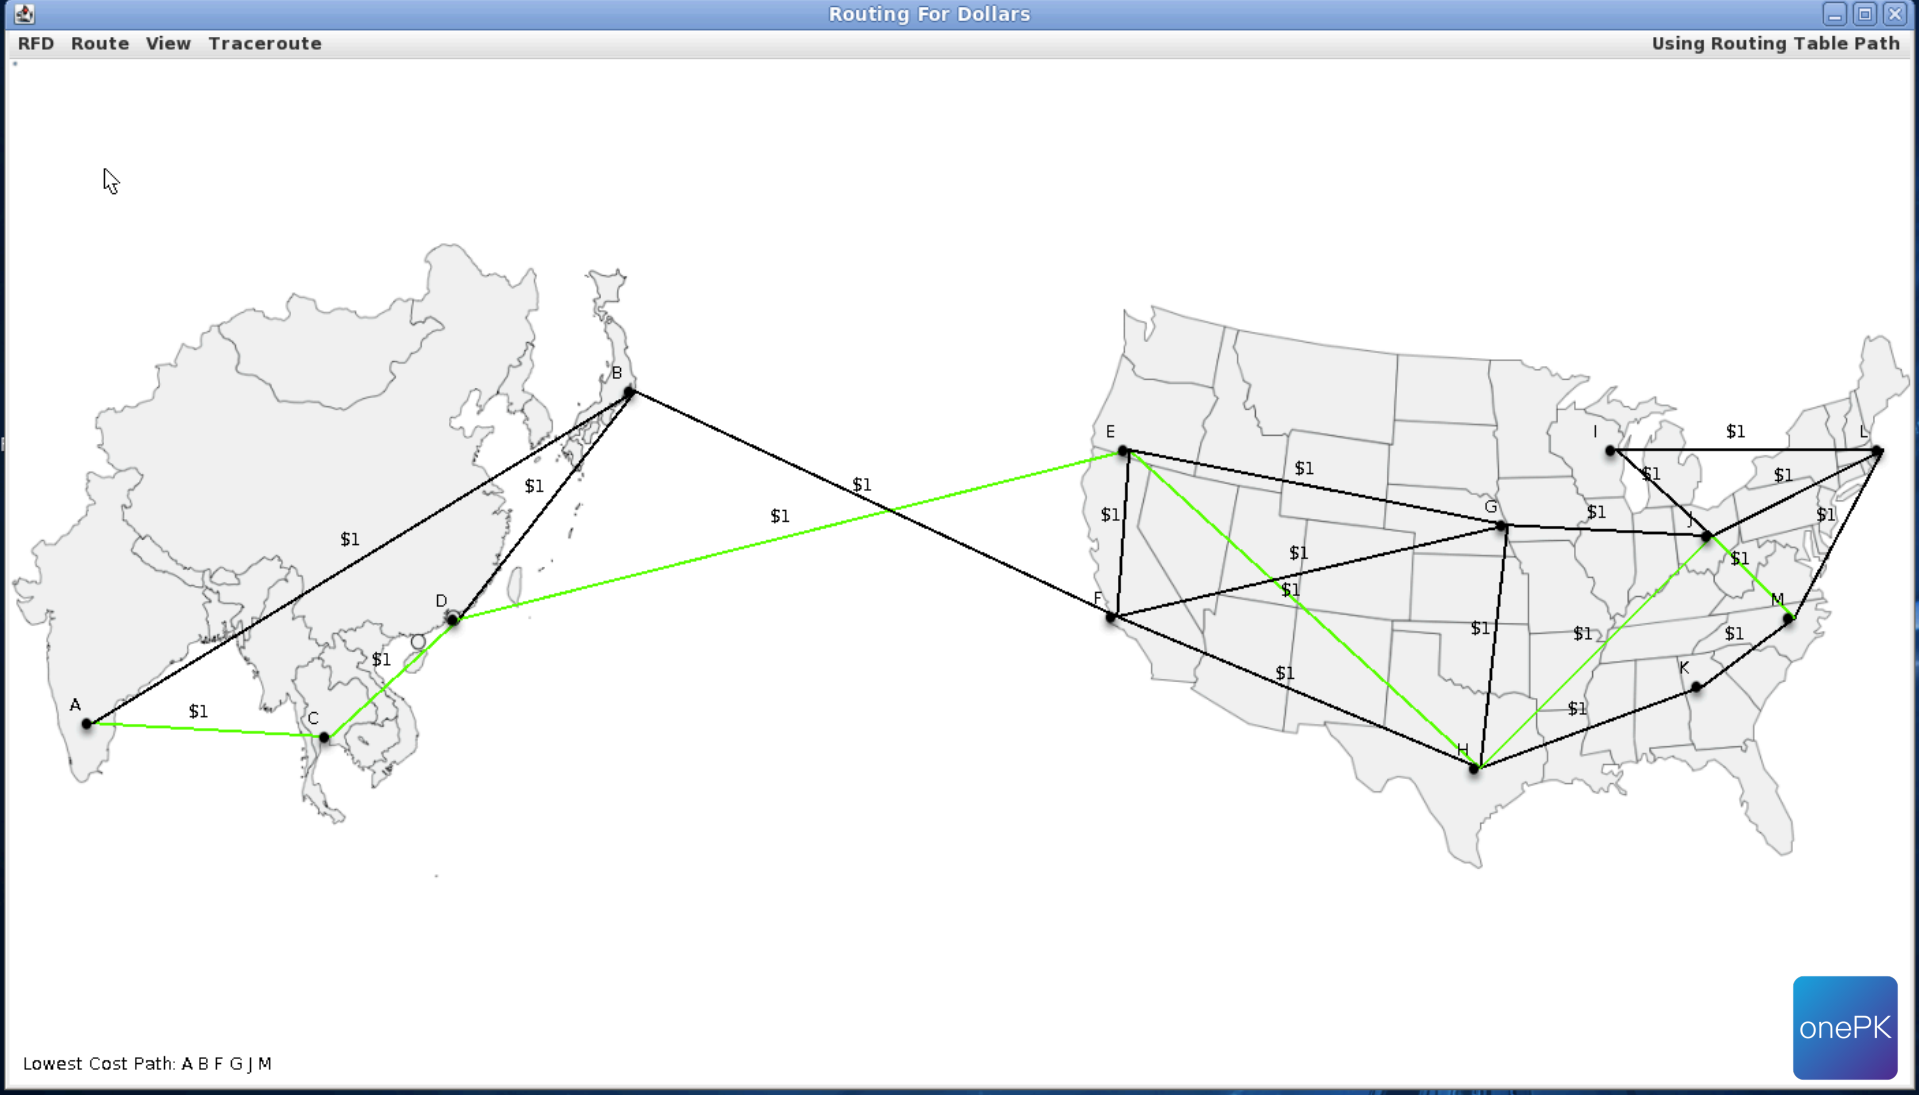 Routing For Dollars
RFD Route View Traceroute Using Routing Table Path
B
E
I
$1
L
$1
$1
$1
$1
$1
G
$1
$1
$1
$1
J
$1
$1
$1
$1
D
F
M
$1
$1
$1
$1
$1
K
$1
A
$1
C
$1
H
onePK
Lowest Cost Path: A B F G J M